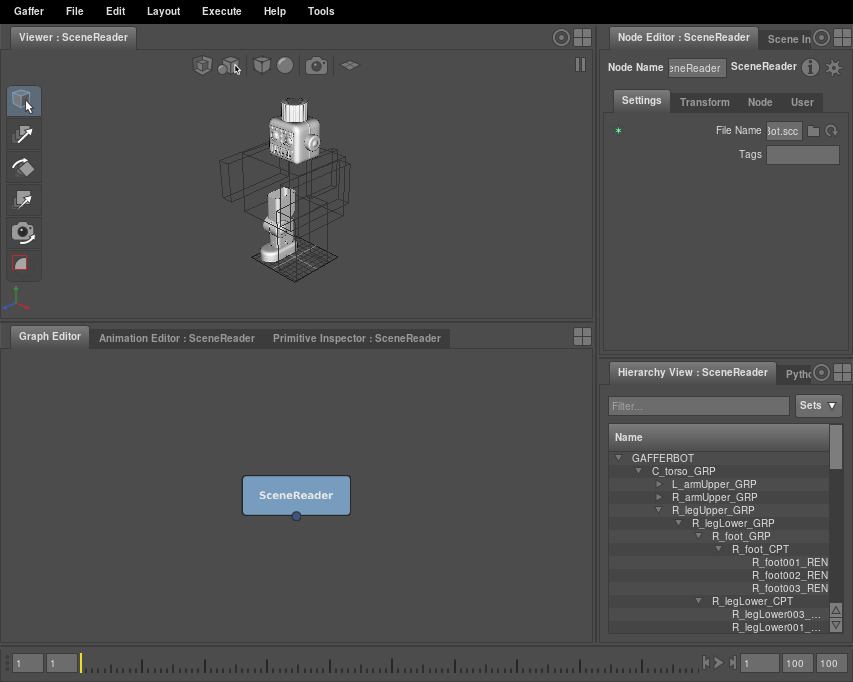 Gaffer File Edit Layout Execute Help Tools
Viewer : SceneReader
Node Editor : SceneReader
Scene In
Node Name
eneReader
SceneReader
Settings Transform Node User
File Name
Bot.scc
Tags
Graph Editor
Animation Editor : SceneReader
Primitive Inspector : SceneReader
SceneReader
Hierarchy View : SceneReader
Pytho
Filter...
Sets
Name
GAFFERBOT
C_torso_GRP
L_armUpper_GRP
R_armUpper_GRP
R_legUpper_GRP
R_legLower_GRP
R_foot_GRP
R_foot_CPT
R_foot001_REN
R_foot002_REN
R_foot003_REN
R_legLower_CPT
R_legLower003_...
R_legLower001_...
1
1
1
100
100